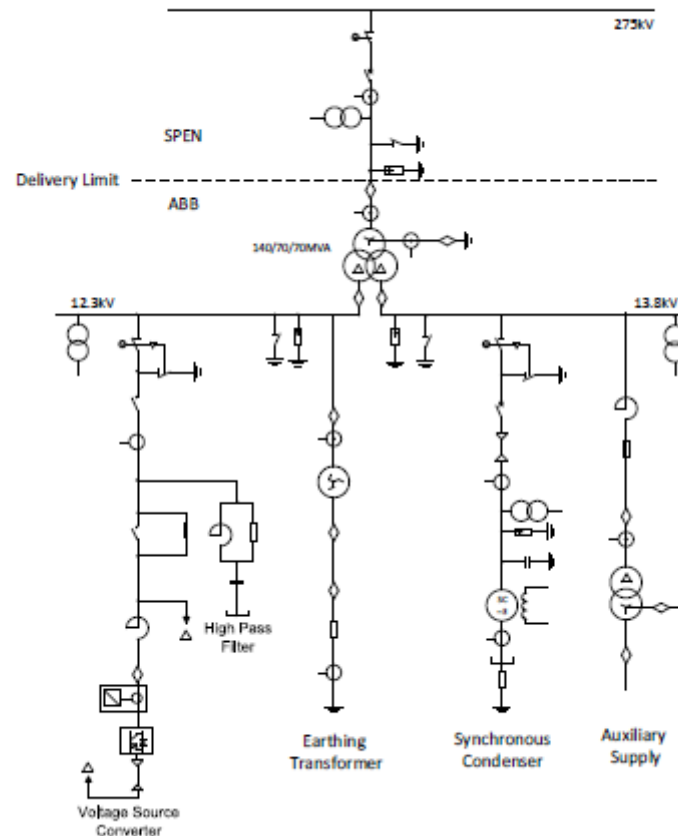 275kV
SPEN
Delivery Limit
ABB
140/70/70MVA
12.3kV
13.8kV
High Pass
Filter
Earthing
Transformer
Synchronous
Condenser
Auxiliary
Supply
Voltage Source
Converter